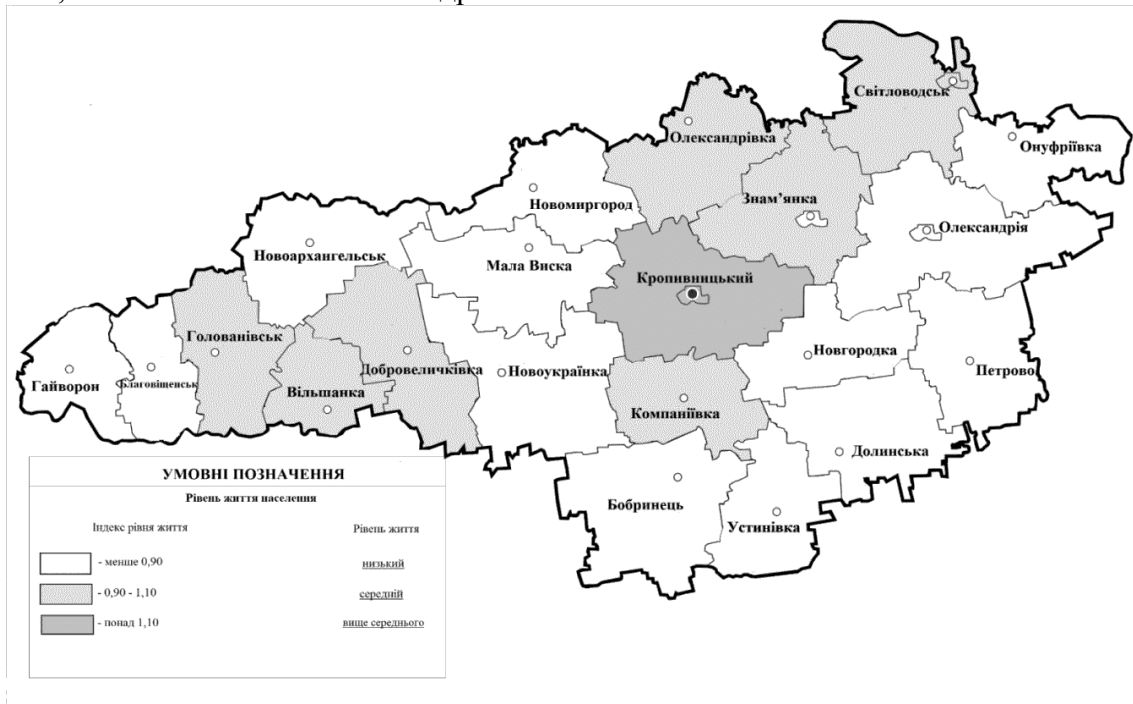 Світловодськ
Олександрівка
Онуфріївка
Знам’янка
Новомиргород
Олександрія
Новоархангельськ
Мала Виска
Кропивницький
Голованівськ
Новгородка
Добровеличківка
Новоукраїнка
Петрово
Гайворон
Благовіщенськ
Вільшанка
Компаніївка
Долинська
Бобринець
Устинівка
УМОВНІ ПОЗНАЧЕННЯ
Рівень життя населення
Індекс рівня життя Рівень життя
- менше 0,90 низький
- 0,90 - 1,10 середній
- понад 1,10 вище середнього